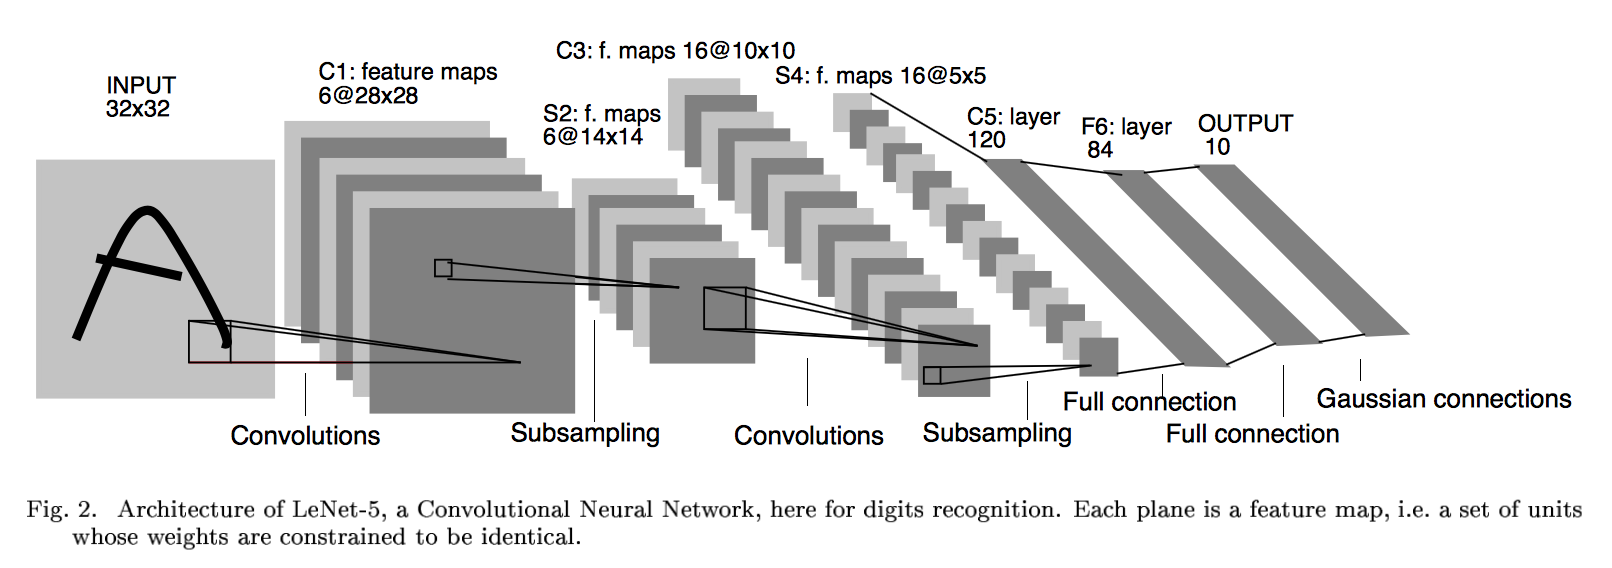 INPUT
32x32
C1: feature maps
6@28x28
S2: f. maps
6@14x14
C3: f. maps 16@10x10
S4: f. maps 16@5x5
C5: layer
120
F6: layer
84
OUTPUT
10
Convolutions
Subsampling
Convolutions
Subsampling
Full connection
Full connection
Gaussian connections
Fig. 2. Architecture of LeNet-5, a Convolutional Neural Network, here for digits recognition. Each plane is a feature map, i.e. a set of units
whose weights are constrained to be identical.
A